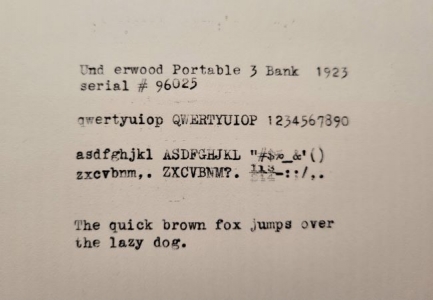 Und erwood Portable 3 Bank 1923
serial # 96025
qwertyuiop QWERTYUIOP 1234567890
asdfghjkl ASDFGHJKL "#$%_&'()
zxcvbnm,. ZXCVBNM?. -::/,.
The quick brown fox jumps over
the lazy dog.